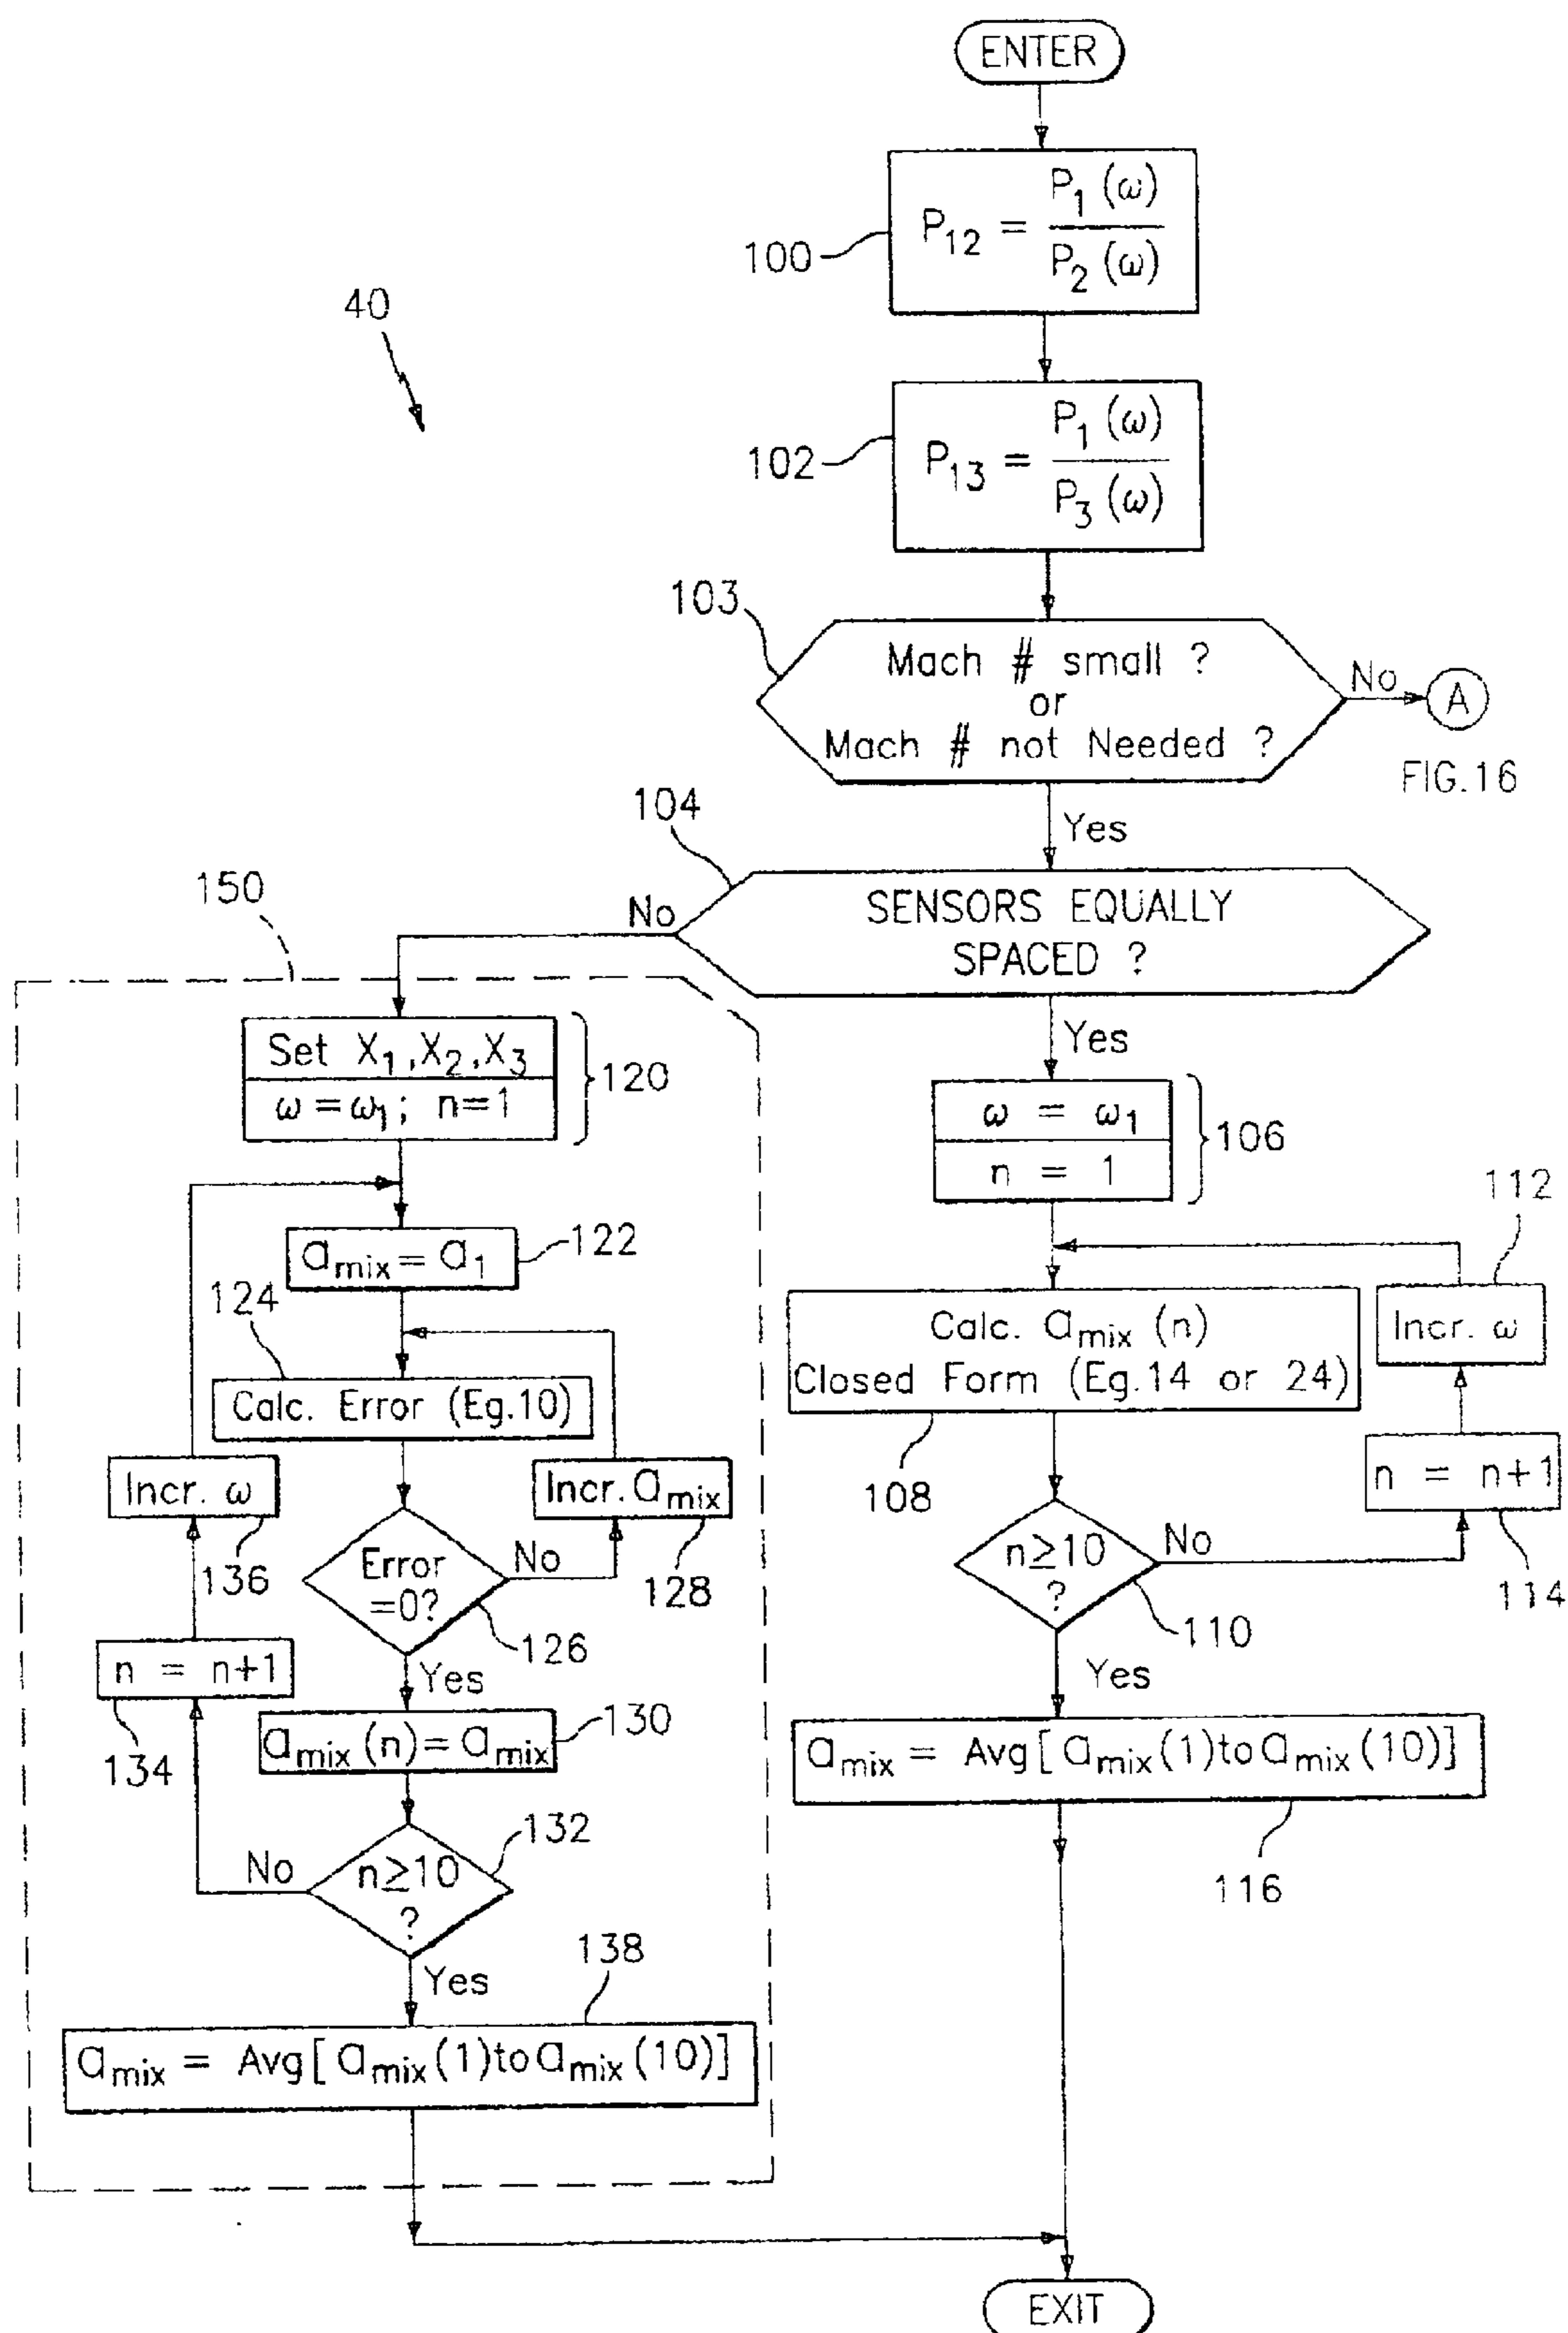 ENTER
100
P12 = P1 (ω) / P2 (ω)
40
102
P13 = P1 (ω) / P3 (ω)
103
Mach # small ?
or
Mach # not Needed ?
No
A
FIG.16
Yes
104
SENSORS EQUALLY
SPACED ?
No
150
Yes
Set X1,X2,X3
ω=ω1; n=1
120
ω = ω1
n = 1
106
112
amix = a1
122
124
Calc. amix (n)
Closed Form (Eg.14 or 24)
Incr. ω
Calc. Error (Eg.10)
108
n = n+1
114
Incr. ω
136
Incr. amix
128
Error
=0?
No
126
n≥10
?
No
110
Yes
n = n+1
134
Yes
amix (n) = amix
130
amix = Avg[amix(1)to amix(10)]
116
132
n≥10
?
No
Yes
138
amix = Avg[amix(1)to amix(10)]
EXIT